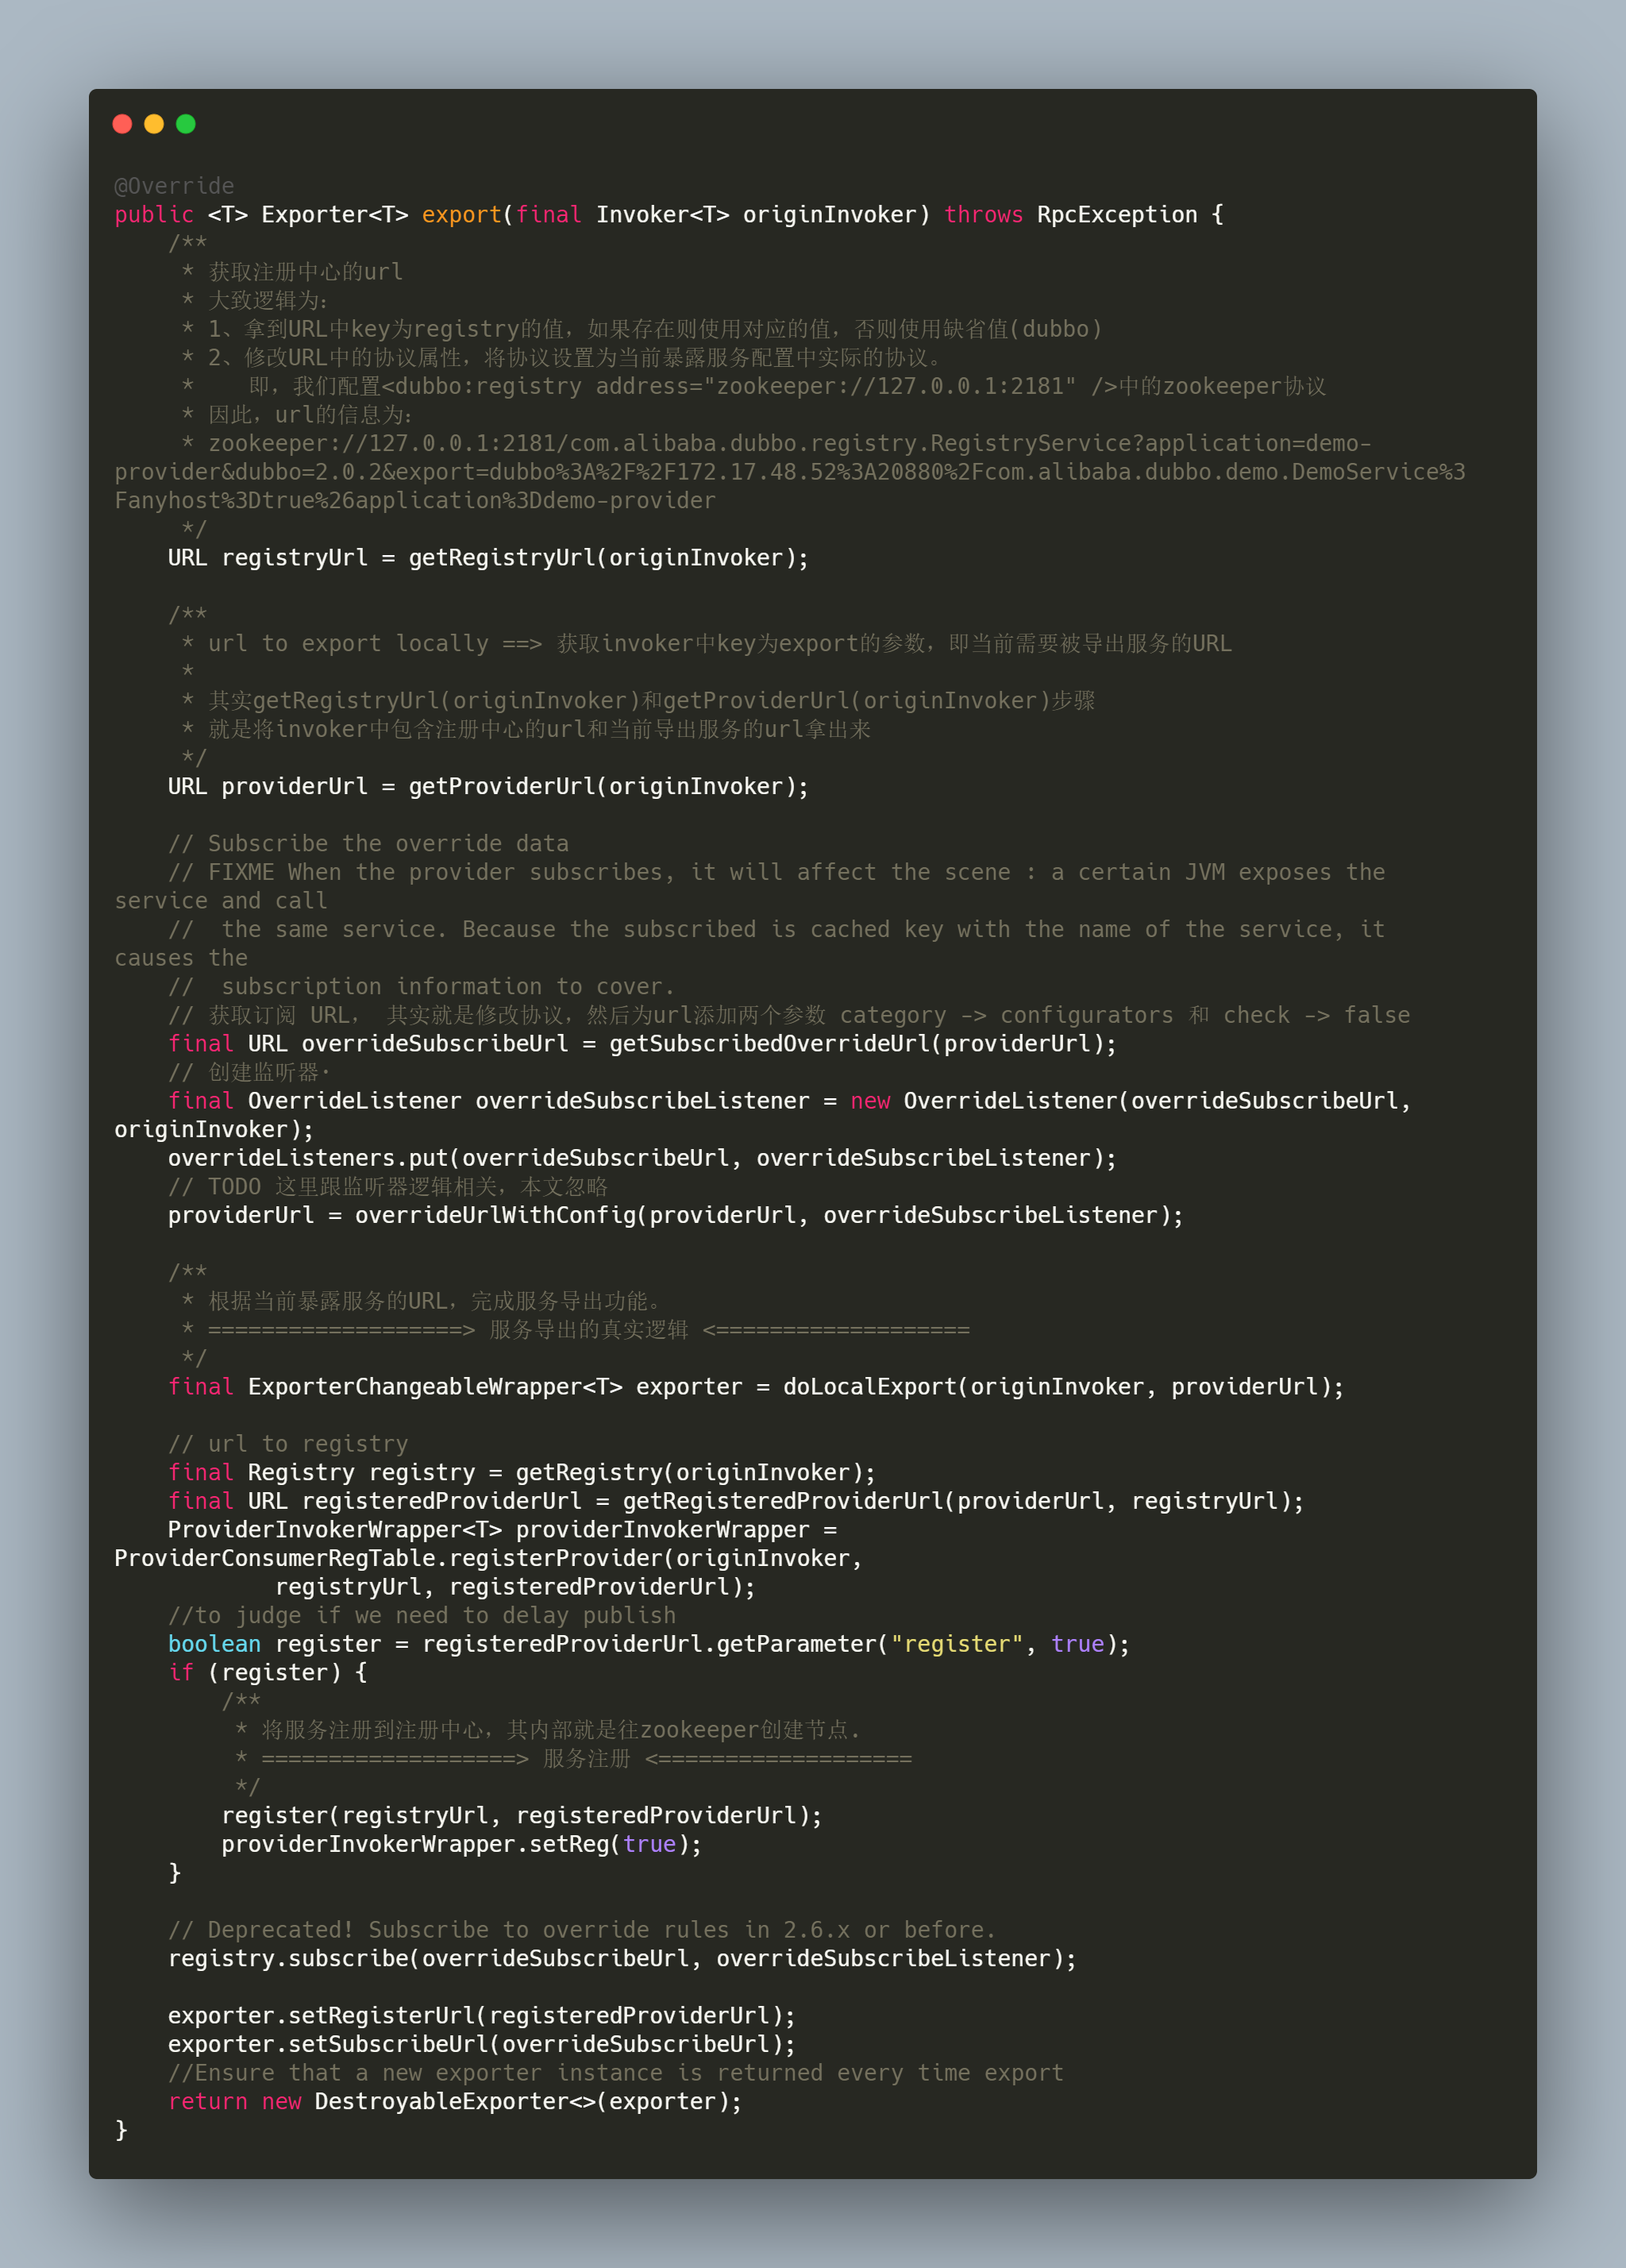 @Override
public <T> Exporter<T> export(final Invoker<T> originInvoker) throws RpcException {
    /**
     * 获取注册中心的url
     * 大致逻辑为：
     * 1、拿到URL中key为registry的值，如果存在则使用对应的值，否则使用缺省值(dubbo)
     * 2、修改URL中的协议属性，将协议设置为当前暴露服务配置中实际的协议。
     *    即，我们配置<dubbo:registry address="zookeeper://127.0.0.1:2181" />中的zookeeper协议
     * 因此，url的信息为：
     * zookeeper://127.0.0.1:2181/com.alibaba.dubbo.registry.RegistryService?application=demo-
provider&dubbo=2.0.2&export=dubbo%3A%2F%2F172.17.48.52%3A20880%2Fcom.alibaba.dubbo.demo.DemoService%3
Fanyhost%3Dtrue%26application%3Ddemo-provider
     */
    URL registryUrl = getRegistryUrl(originInvoker);

    /**
     * url to export locally ==> 获取invoker中key为export的参数，即当前需要被导出服务的URL
     *
     * 其实getRegistryUrl(originInvoker)和getProviderUrl(originInvoker)步骤
     * 就是将invoker中包含注册中心的url和当前导出服务的url拿出来
     */
    URL providerUrl = getProviderUrl(originInvoker);

    // Subscribe the override data
    // FIXME When the provider subscribes, it will affect the scene : a certain JVM exposes the
service and call
    //  the same service. Because the subscribed is cached key with the name of the service, it
causes the
    //  subscription information to cover.
    // 获取订阅 URL， 其实就是修改协议，然后为url添加两个参数 category -> configurators 和 check -> false
    final URL overrideSubscribeUrl = getSubscribedOverrideUrl(providerUrl);
    // 创建监听器·
    final OverrideListener overrideSubscribeListener = new OverrideListener(overrideSubscribeUrl,
originInvoker);
    overrideListeners.put(overrideSubscribeUrl, overrideSubscribeListener);
    // TODO 这里跟监听器逻辑相关，本文忽略
    providerUrl = overrideUrlWithConfig(providerUrl, overrideSubscribeListener);

    /**
     * 根据当前暴露服务的URL，完成服务导出功能。
     * ===================> 服务导出的真实逻辑 <===================
     */
    final ExporterChangeableWrapper<T> exporter = doLocalExport(originInvoker, providerUrl);

    // url to registry
    final Registry registry = getRegistry(originInvoker);
    final URL registeredProviderUrl = getRegisteredProviderUrl(providerUrl, registryUrl);
    ProviderInvokerWrapper<T> providerInvokerWrapper =
ProviderConsumerRegTable.registerProvider(originInvoker,
            registryUrl, registeredProviderUrl);
    //to judge if we need to delay publish
    boolean register = registeredProviderUrl.getParameter("register", true);
    if (register) {
        /**
         * 将服务注册到注册中心，其内部就是往zookeeper创建节点.
         * ===================> 服务注册 <===================
         */
        register(registryUrl, registeredProviderUrl);
        providerInvokerWrapper.setReg(true);
    }

    // Deprecated! Subscribe to override rules in 2.6.x or before.
    registry.subscribe(overrideSubscribeUrl, overrideSubscribeListener);

    exporter.setRegisterUrl(registeredProviderUrl);
    exporter.setSubscribeUrl(overrideSubscribeUrl);
    //Ensure that a new exporter instance is returned every time export
    return new DestroyableExporter<>(exporter);
}